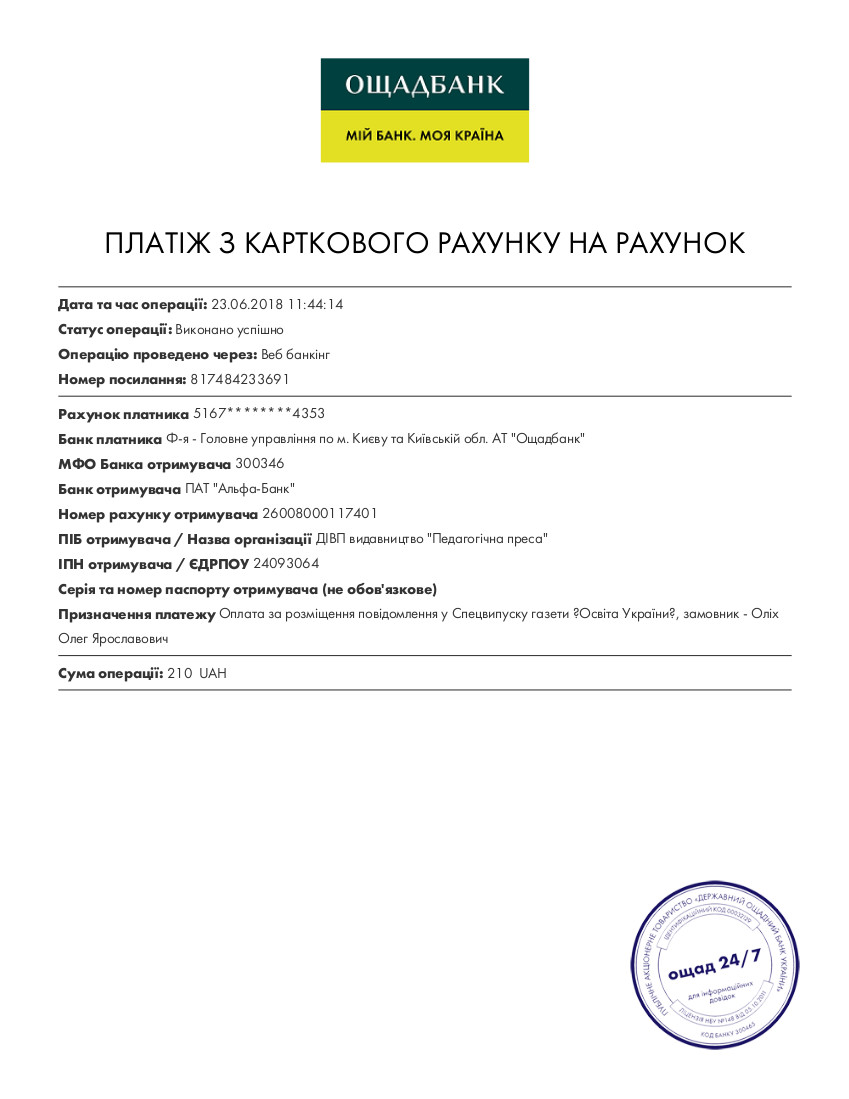 ОЩАДБАНК
МІЙ БАНК. МОЯ КРАЇНА
ПЛАТІЖ З КАРТКОВОГО РАХУНКУ НА РАХУНОК
Дата та час операції: 23.06.2018 11:44:14
Статус операції: Виконано успішно
Операцію проведено через: Веб банкінг
Номер посилання: 817484233691
Рахунок платника 5167********4353
Банк платника Ф-я - Головне управління по м. Києву та Київській обл. АТ "Ощадбанк"
МФО Банка отримувача 300346
Банк отримувача ПАТ "Альфа-Банк"
Номер рахунку отримувача 26008000117401
ПІБ отримувача / Назва організації ДІВП видавництво "Педагогічна преса"
ІПН отримувача / ЄДРПОУ 24093064
Серія та номер паспорту отримувача (не обов'язкове)
Призначення платежу Оплата за розміщення повідомлення у Спецвипуску газети ?Освіта України?, замовник - Оліх
Олег Ярославович
Сума операції: 210 UAH
ПУБЛІЧНЕ АКЦІОНЕРНЕ ТОВАРИСТВО «ДЕРЖАВНИЙ ОЩАДНИЙ БАНК УКРАЇНИ»
ІДЕНТИФІКАЦІЙНИЙ КОД 00032129
ощад 24/7
для інформаційних
довідок
ЛІЦЕНЗІЯ НБУ №148 ВІД 05.10.2011
КОД БАНКУ 300465